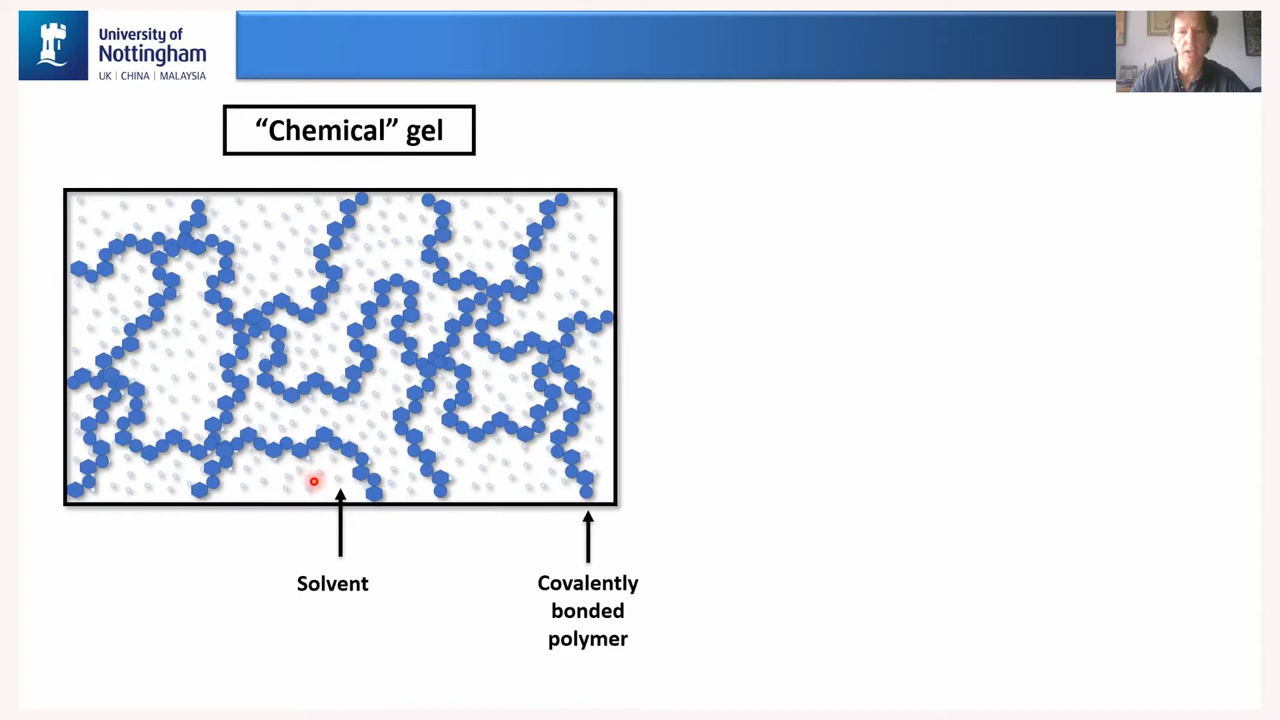 University of
Nottingham
UK | CHINA | MALAYSIA
“Chemical” gel
Solvent
Covalently
bonded
polymer